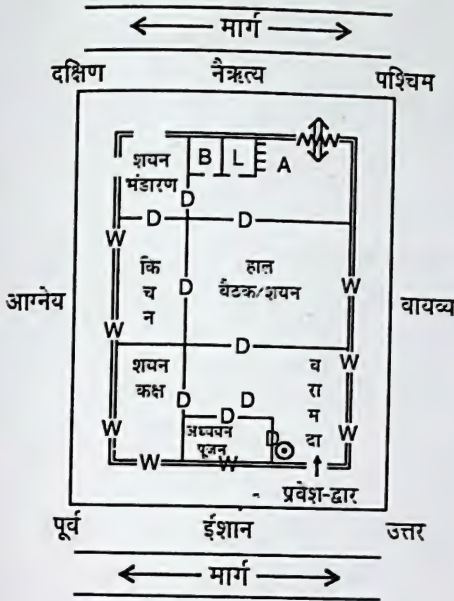 मार्ग
दक्षिण नैऋत्य पश्चिम
B L A
शयन
भंडारण
D
D D
W
कि
च
न
हाल
बैठक/शयन
D
W
आग्नेय वायव्य
W
D
W
शयन
कक्ष
व
रा
म
दा
D D
D
W W
अध्ययन
पूजन
D
W W
प्रवेश-द्वार
पूर्व ईशान उत्तर
मार्ग